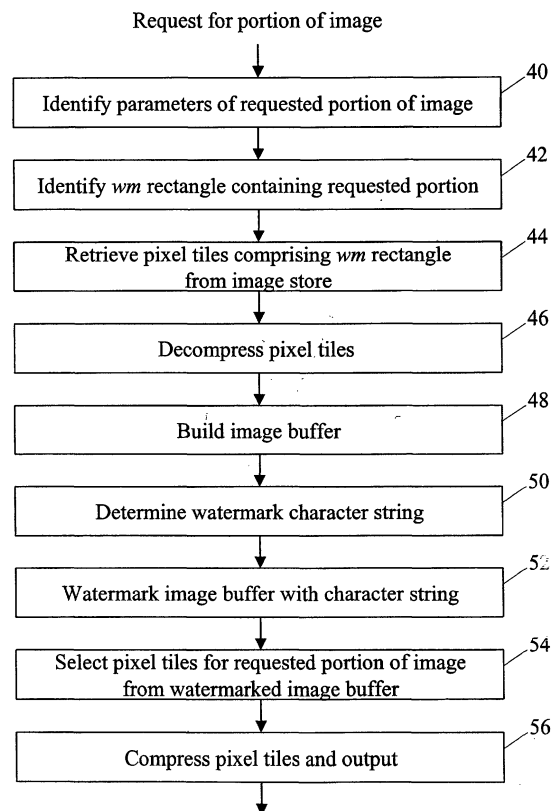 Request for portion of image
40
Identify parameters of requested portion of image
42
Identify wm rectangle containing requested portion
44
Retrieve pixel tiles comprising wm rectangle
from image store
46
Decompress pixel tiles
48
Build image buffer
50
Determine watermark character string
52
Watermark image buffer with character string
54
Select pixel tiles for requested portion of image
from watermarked image buffer
56
Compress pixel tiles and output